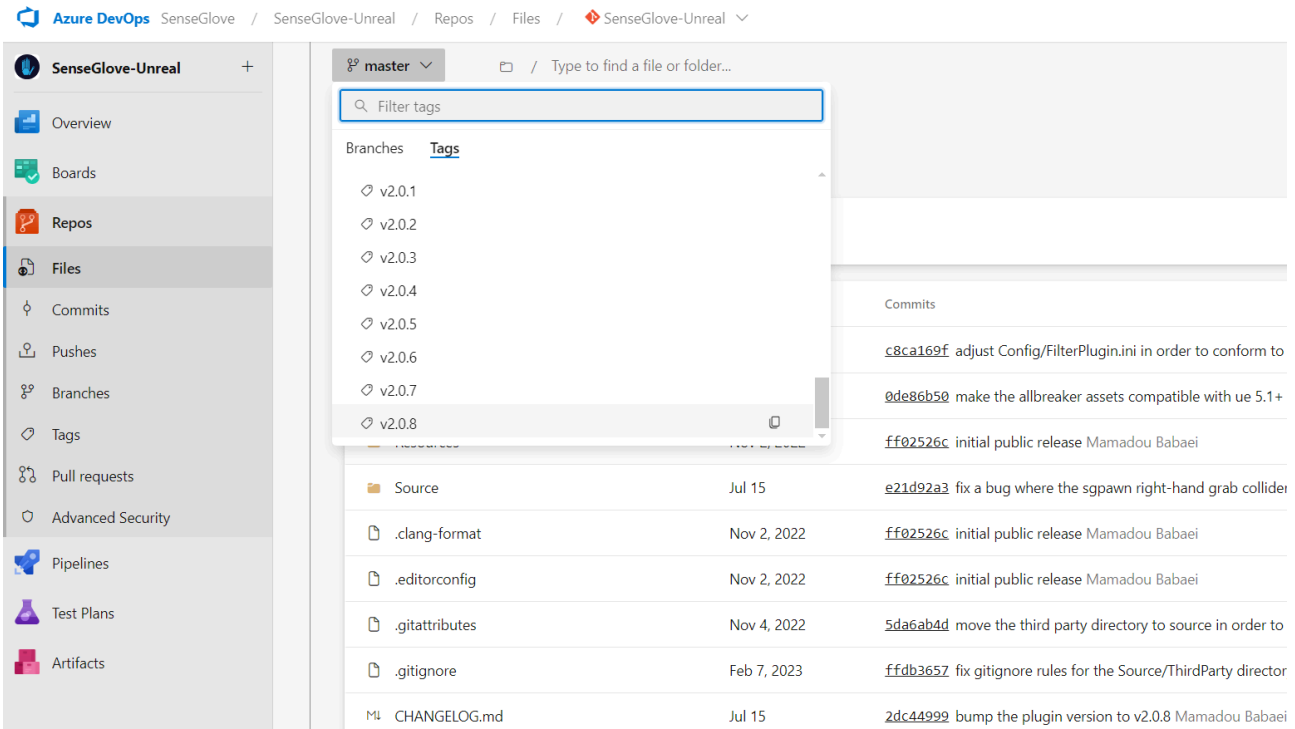 Azure DevOps SenseGlove / SenseGlove-Unreal / Repos / Files / SenseGlove-Unreal
SenseGlove-Unreal +
Overview
Boards
Repos
Files
Commits
Pushes
Branches
Tags
Pull requests
Advanced Security
Pipelines
Test Plans
Artifacts
master / Type to find a file or folder...
Filter tags
Branches Tags
v2.0.1
v2.0.2
v2.0.3
v2.0.4
v2.0.5
v2.0.6
v2.0.7
v2.0.8
Commits
c8ca169f adjust Config/FilterPlugin.ini in order to conform to
0de86b50 make the allbreaker assets compatible with ue 5.1+
ff02526c initial public release Mamadou Babaei
Source Jul 15 e21d92a3 fix a bug where the sgpawn right-hand grab collider
.clang-format Nov 2, 2022 ff02526c initial public release Mamadou Babaei
.editorconfig Nov 2, 2022 ff02526c initial public release Mamadou Babaei
.gitattributes Nov 4, 2022 5da6ab4d move the third party directory to source in order to
.gitignore Feb 7, 2023 ffdb3657 fix gitignore rules for the Source/ThirdParty director
M↓ CHANGELOG.md Jul 15 2dc44999 bump the plugin version to v2.0.8 Mamadou Babaei